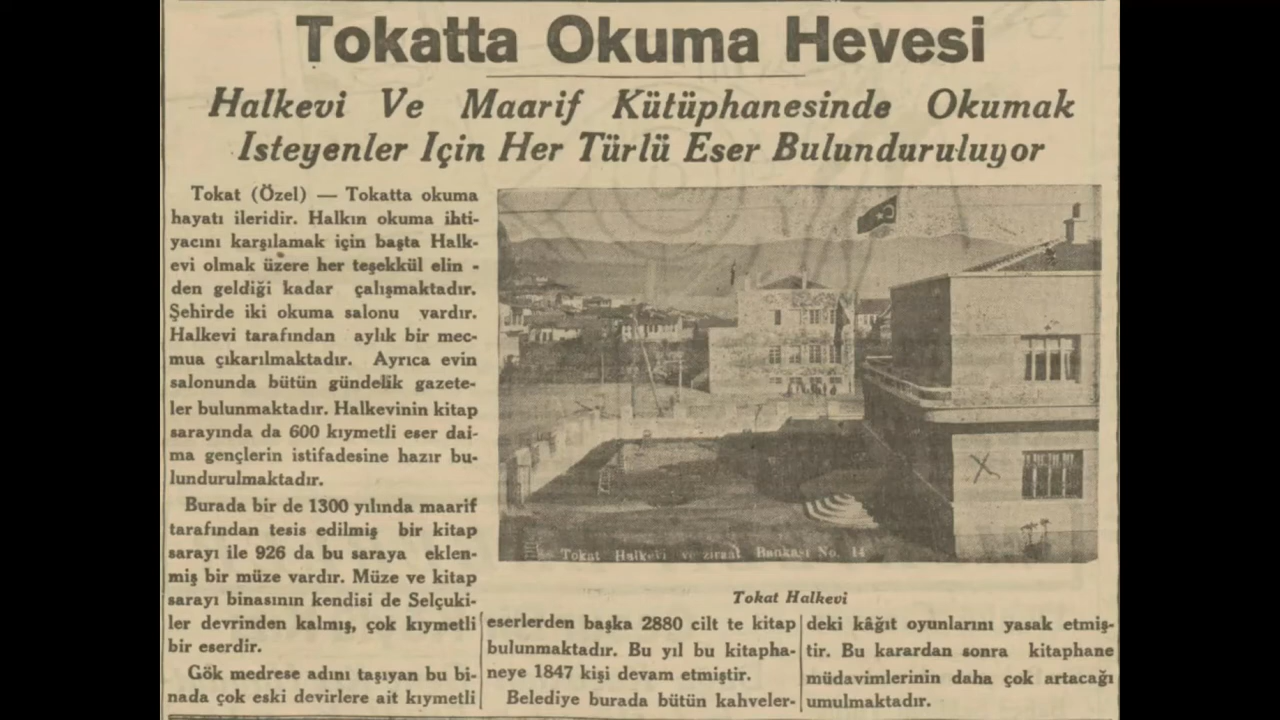 Tokatta Okuma Hevesi
Halkevi Ve Maarif Kütüphanesinde Okumak
Isteyenler Için Her Türlü Eser Bulunduruluyor
Tokat (Özel) — Tokatta okuma
hayatı ileridir. Halkın okuma ihti-
yacını karşılamak için başta Halk-
evi olmak üzere her teşekkül elin -
den geldiği kadar çalışmaktadır.
Şehirde iki okuma salonu vardır.
Halkevi tarafından aylık bir mec-
mua çıkarılmaktadır. Ayrıca evin
salonunda bütün gündelik gazete-
ler bulunmaktadır. Halkevinin kitap
sarayında da 600 kıymetli eser dai-
ma gençlerin istifadesine hazır bu-
lundurulmaktadır.
Burada bir de 1300 yılında maarif
tarafından tesis edilmiş bir kitap
sarayı ile 926 da bu saraya eklen-
miş bir müze vardır. Müze ve kitap
sarayı binasının kendisi de Selçuki-
ler devrinden kalmış, çok kıymetli
bir eserdir.
Gök medrese adını taşıyan bu bi-
nada çok eski devirlere ait kıymetli
Tokat Halkevi ve ziraat Bankası No. 14
Tokat Halkevi
eserlerden başka 2880 cilt te kitap
bulunmaktadır. Bu yıl bu kitapha-
neye 1847 kişi devam etmiştir.
Belediye burada bütün kahveler-
deki kâğıt oyunlarını yasak etmiş-
tir. Bu karardan sonra kitaphane
müdavimlerinin daha çok artacağı
umulmaktadır.